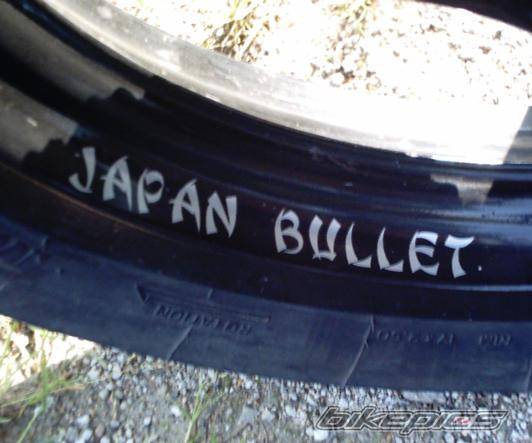 JAPAN BULLET
ROTATION
bikepics